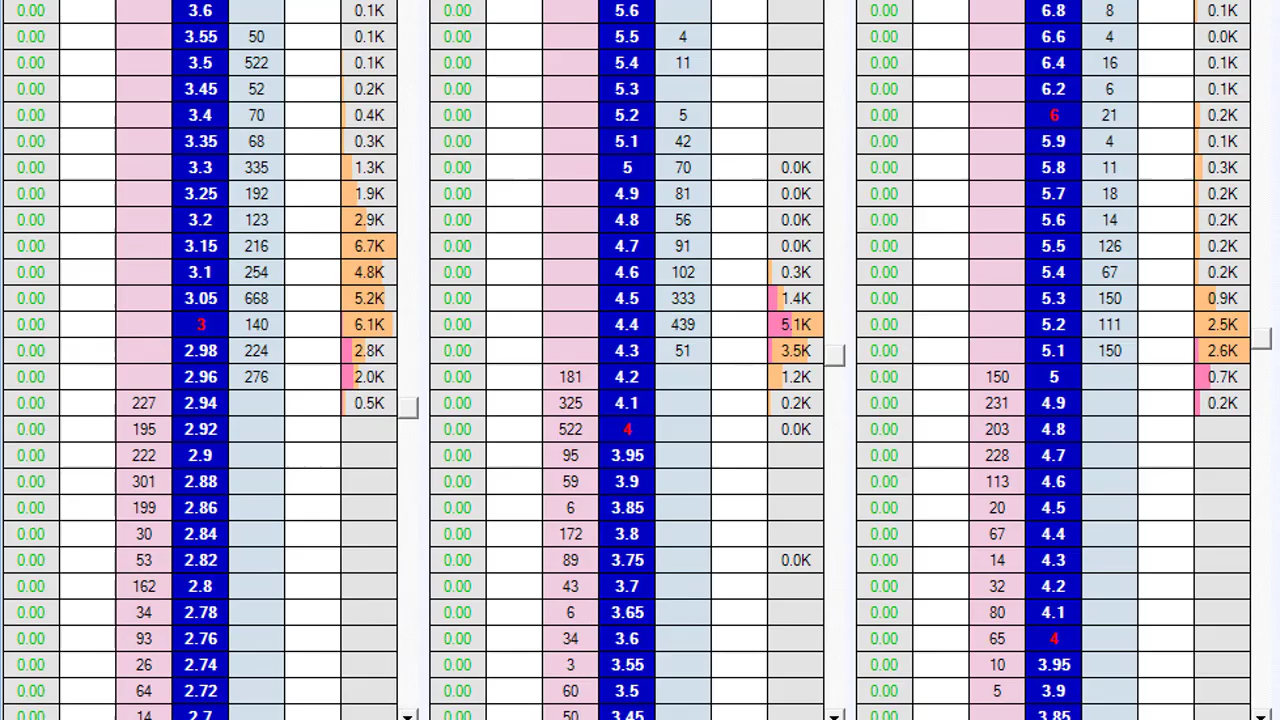 0.00 3.6 0.1K 0.00 5.6 0.00 6.8 8 0.1K
0.00 3.55 50 0.1K 0.00 5.5 4 0.00 6.6 4 0.0K
0.00 3.5 522 0.1K 0.00 5.4 11 0.00 6.4 16 0.1K
0.00 3.45 52 0.2K 0.00 5.3 0.00 6.2 6 0.1K
0.00 3.4 70 0.4K 0.00 5.2 5 0.00 6 21 0.2K
0.00 3.35 68 0.3K 0.00 5.1 42 0.00 5.9 4 0.1K
0.00 3.3 335 1.3K 0.00 5 70 0.0K 0.00 5.8 11 0.3K
0.00 3.25 192 1.9K 0.00 4.9 81 0.0K 0.00 5.7 18 0.2K
0.00 3.2 123 2.9K 0.00 4.8 56 0.0K 0.00 5.6 14 0.2K
0.00 3.15 216 6.7K 0.00 4.7 91 0.0K 0.00 5.5 126 0.2K
0.00 3.1 254 4.8K 0.00 4.6 102 0.3K 0.00 5.4 67 0.2K
0.00 3.05 668 5.2K 0.00 4.5 333 1.4K 0.00 5.3 150 0.9K
0.00 3 140 6.1K 0.00 4.4 439 5.1K 0.00 5.2 111 2.5K
0.00 2.98 224 2.8K 0.00 4.3 51 3.5K 0.00 5.1 150 2.6K
0.00 2.96 276 2.0K 0.00 181 4.2 1.2K 0.00 150 5 0.7K
0.00 227 2.94 0.5K 0.00 325 4.1 0.2K 0.00 231 4.9 0.2K
0.00 195 2.92 0.00 522 4 0.0K 0.00 203 4.8
0.00 222 2.9 0.00 95 3.95 0.00 228 4.7
0.00 301 2.88 0.00 59 3.9 0.00 113 4.6
0.00 199 2.86 0.00 6 3.85 0.00 20 4.5
0.00 30 2.84 0.00 172 3.8 0.00 67 4.4
0.00 53 2.82 0.00 89 3.75 0.0K 0.00 14 4.3
0.00 162 2.8 0.00 43 3.7 0.00 32 4.2
0.00 34 2.78 0.00 6 3.65 0.00 80 4.1
0.00 93 2.76 0.00 34 3.6 0.00 65 4
0.00 26 2.74 0.00 3 3.55 0.00 10 3.95
0.00 64 2.72 0.00 60 3.5 0.00 5 3.9
0.00 14 2.7 0.00 50 3.45 0.00 3.85